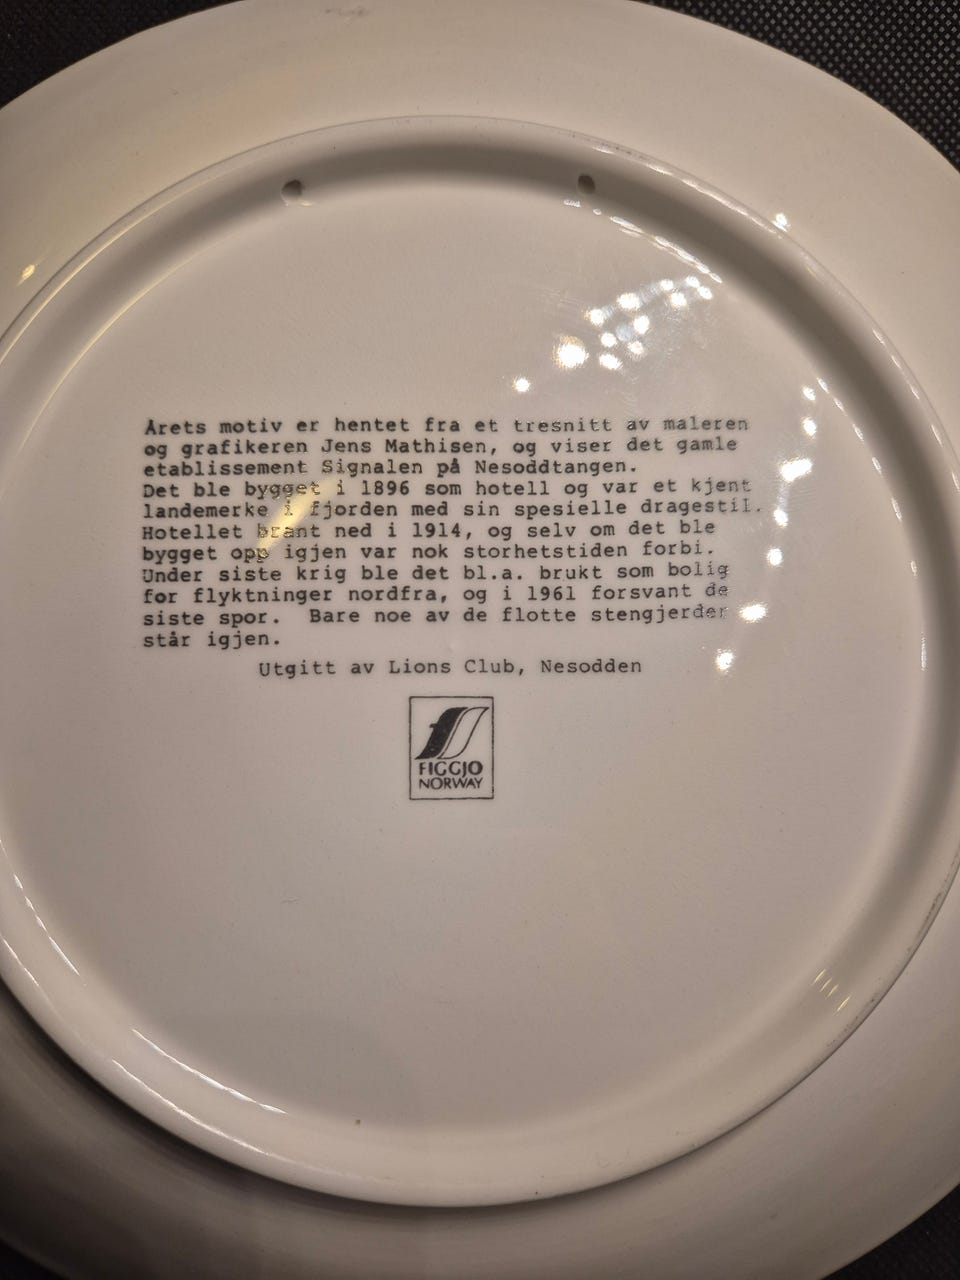 Årets motiv er hentet fra et tresnitt av maleren
og grafikeren Jens Mathisen, og viser det gamle
etablissement Signalen på Nesoddtangen.
Det ble bygget i 1896 som hotell og var et kjent
landemerke i fjorden med sin spesielle dragestil.
Hotellet brant ned i 1914, og selv om det ble
bygget opp igjen var nok storhetstiden forbi.
Under siste krig ble det bl.a. brukt som bolig
for flyktninger nordfra, og i 1961 forsvant de
siste spor.  Bare noe av de flotte stengjerder
står igjen.
Utgitt av Lions Club, Nesodden
FIGGJO
NORWAY